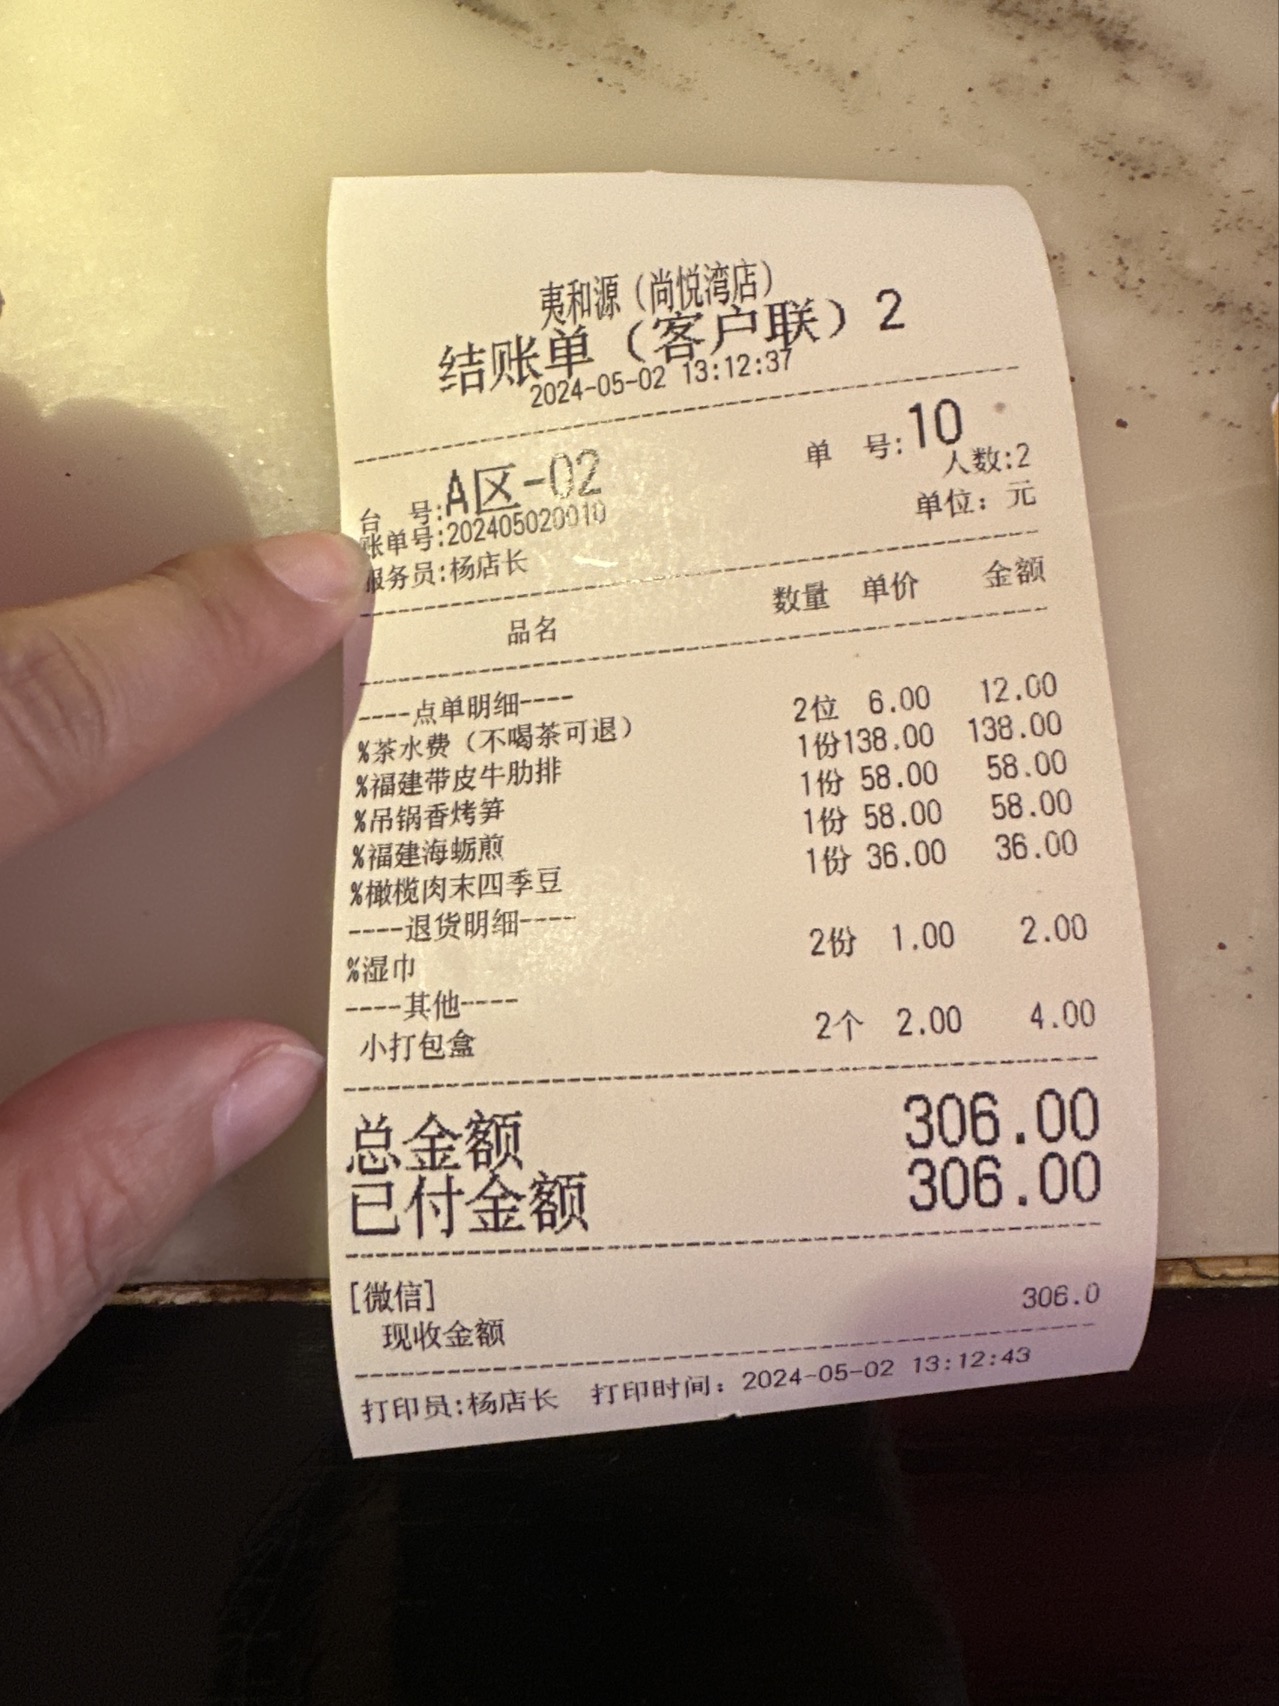 夷和源（尚悦湾店）
结账单（客户联）2
2024-05-02 13:12:37
台 号:A区-02 单 号:10
账单号:202405020010 人数:2
服务员:杨店长 单位：元
品名 数量 单价 金额
----点单明细----
%茶水费（不喝茶可退） 2位 6.00 12.00
%福建带皮牛肋排 1份 138.00 138.00
%吊锅香烤笋 1份 58.00 58.00
%福建海蛎煎 1份 58.00 58.00
%橄榄肉末四季豆 1份 36.00 36.00
----退货明细----
%湿巾 2份 1.00 2.00
----其他----
小打包盒 2个 2.00 4.00
总金额 306.00
已付金额 306.00
[微信]
现收金额 306.0
打印员:杨店长 打印时间：2024-05-02 13:12:43